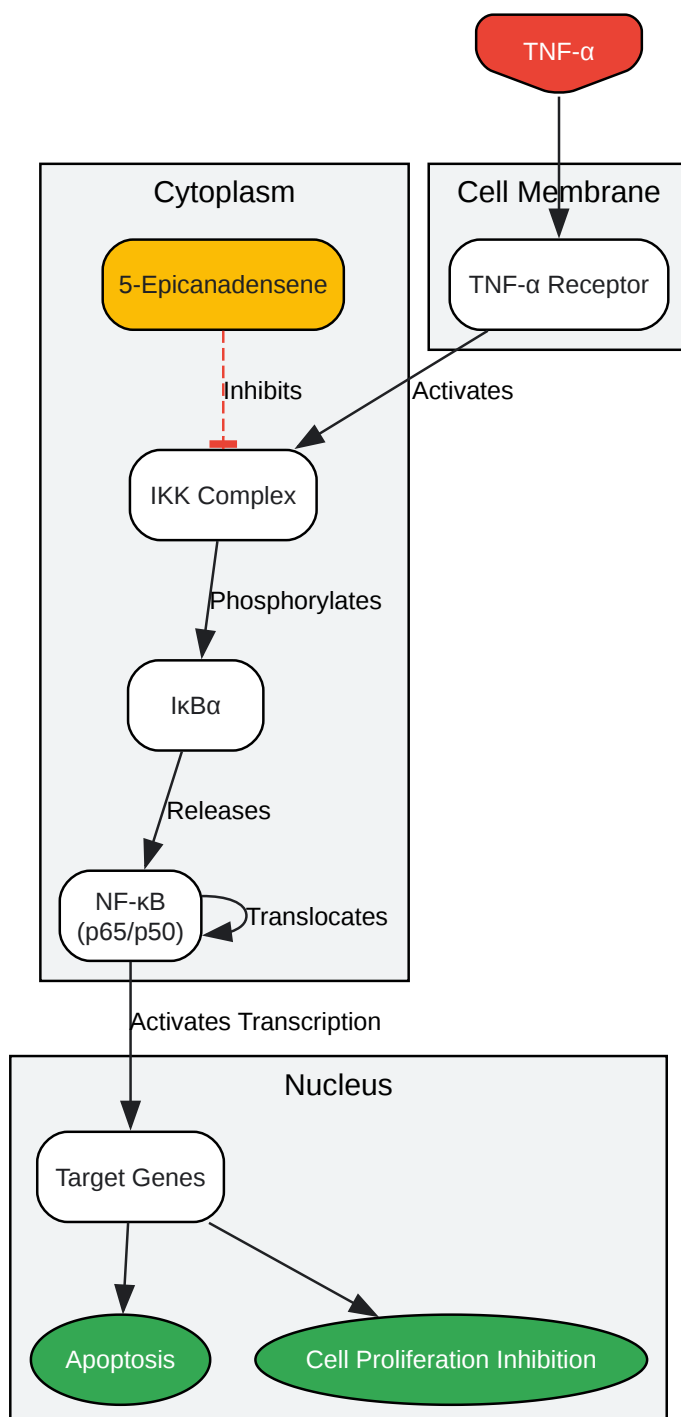 TNF-α
Cytoplasm
Cell Membrane
5-Epicanadensene
TNF-α Receptor
Inhibits
Activates
IKK Complex
Phosphorylates
IκBα
Releases
NF-κB
(p65/p50)
Translocates
Activates Transcription
Nucleus
Target Genes
Apoptosis
Cell Proliferation Inhibition